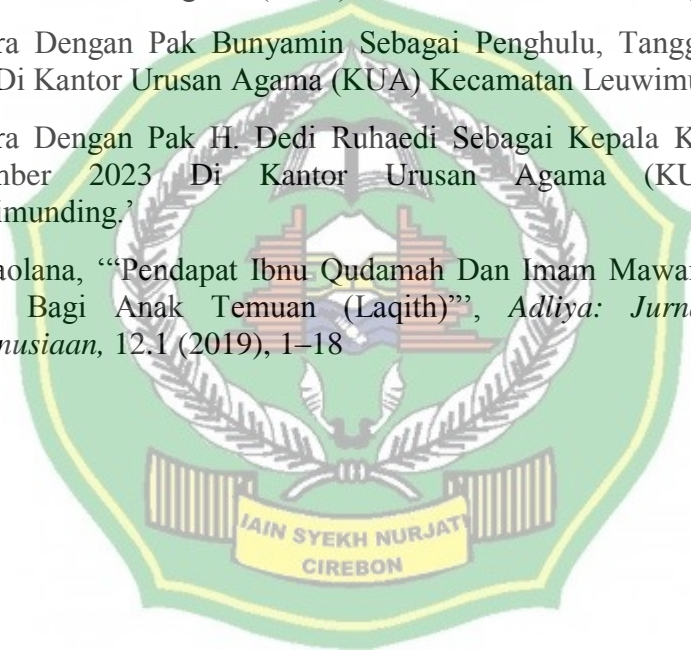 ra Dengan Pak Bunyamin Sebagai Penghulu, Tangg
Di Kantor Urusan Agama (KUA) Kecamatan Leuwimu
ra Dengan Pak H. Dedi Ruhaedi Sebagai Kepala K
mber 2023 Di Kantor Urusan Agama (KU
imunding.’
aolana, ‘“Pendapat Ibnu Qudamah Dan Imam Mawar
Bagi Anak Temuan (Laqith)”’, Adliya: Jurna
nusiaan, 12.1 (2019), 1–18
IAIN SYEKH NURJATI
CIREBON